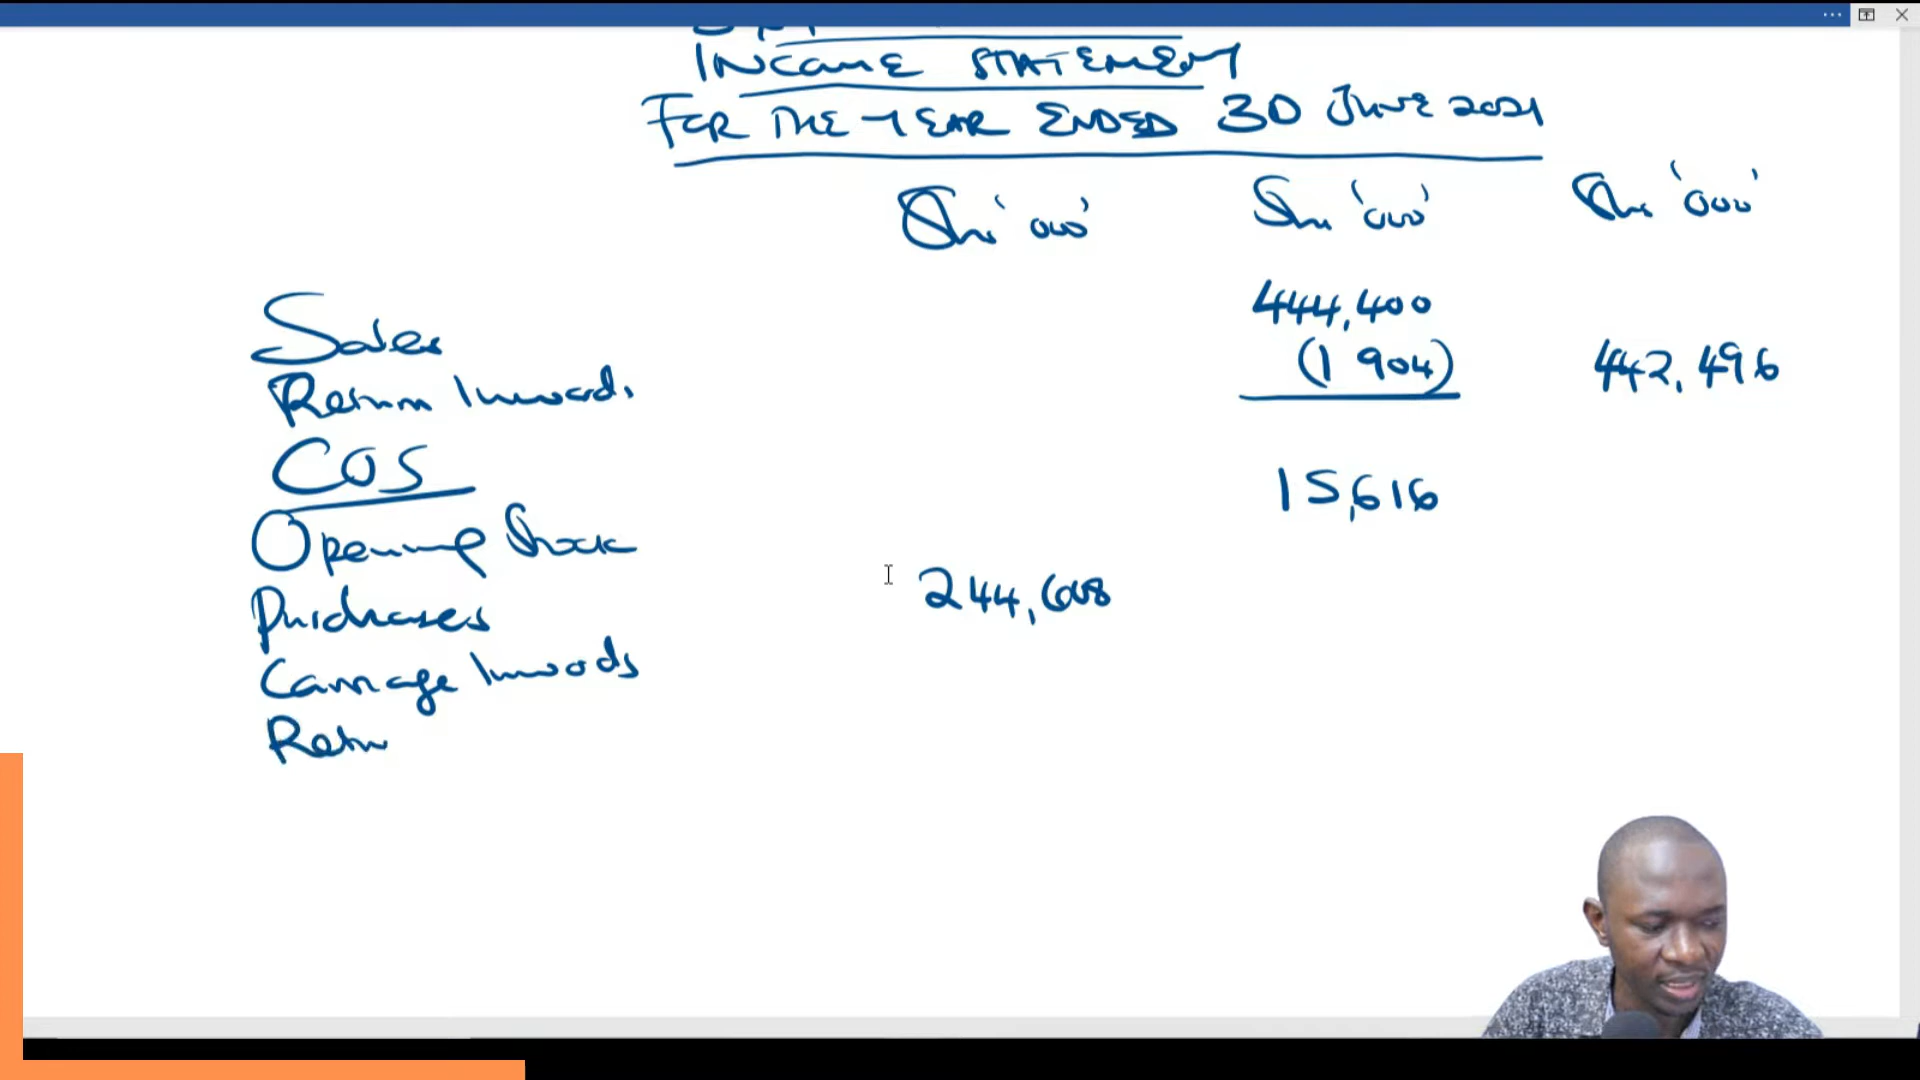 INCOME STATEMENT
FOR THE YEAR ENDED 30 JUNE 2021
Shs '000' Shs '000' Shs '000'
Sales 444,400
Return Inwards (1 904) 442,496
COS
Opening Stock 15,616
Purchases 244,608
Carriage Inwards
Retu